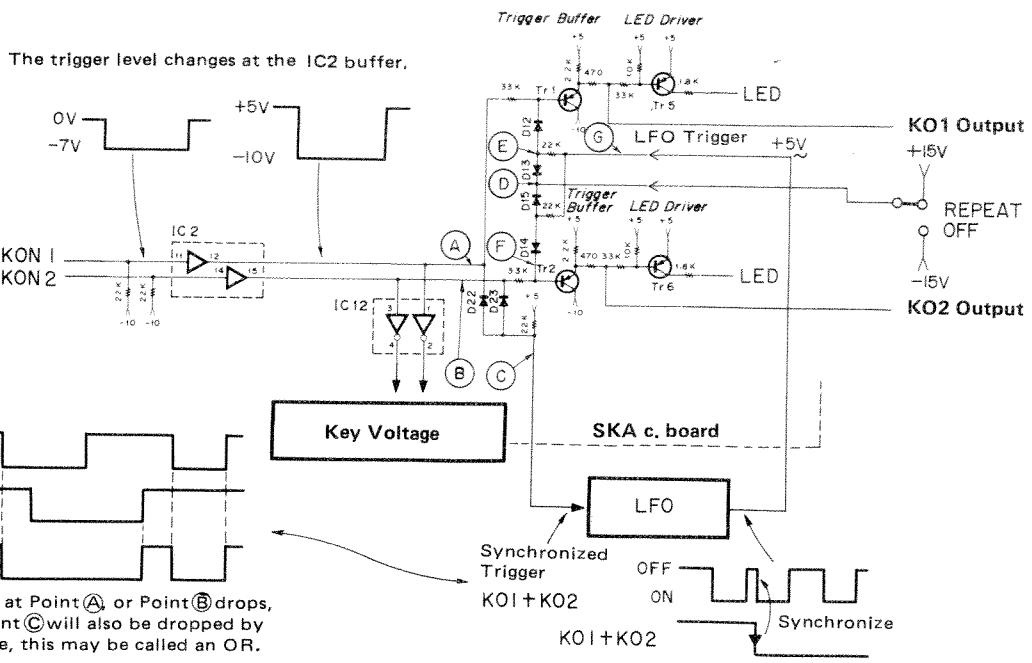 Trigger Buffer LED Driver
+5 +5 +5
The trigger level changes at the IC2 buffer.
2.2K 470 10K 1.8K
33K Tr1 33K Tr5 LED
-10
KO1 Output
0V
-7V
+5V
-10V
D12
E 22K G LFO Trigger +5V
+15V
D13
D
D15 22K
Trigger Buffer LED Driver
+5 +5 +5
REPEAT
OFF
-15V
D14
F
IC2
KON 1 11 12
KON 2 14 15
A
22K 22K
-10 -10
33K Tr2 2.2K 470 33K 10K 1.8K
Tr6 LED
-10
KO2 Output
IC12
3 1
4 2
D22 D23
+5
22K
B C
Key Voltage
SKA c. board
LFO
Synchronized
Trigger
KO1+KO2
OFF
ON
Synchronize
KO1+KO2
at Point A, or Point B drops,
nt C will also be dropped by
e, this may be called an OR.